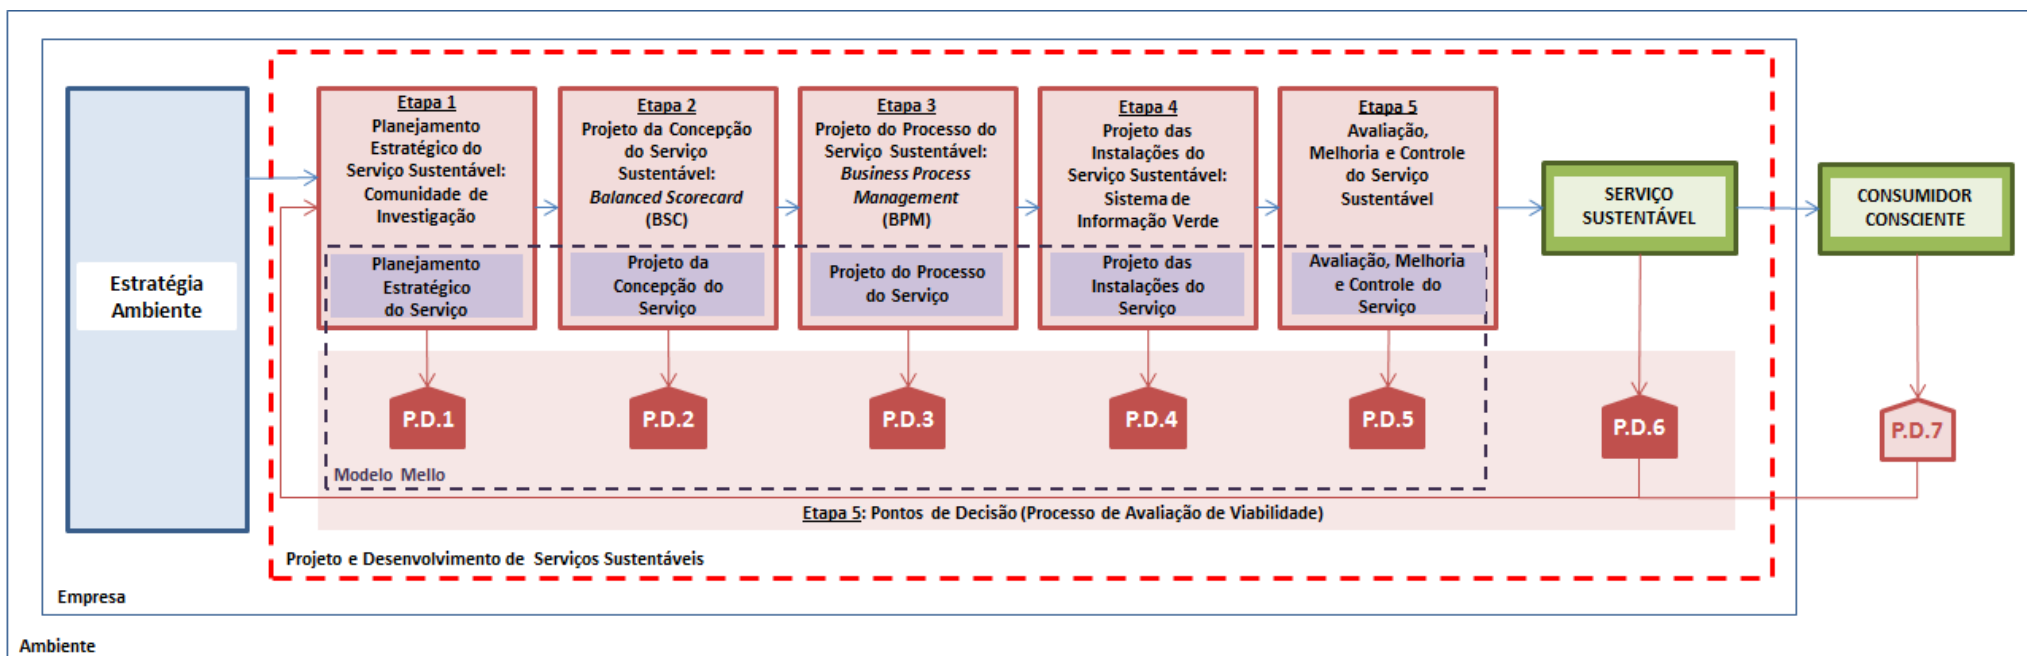 Estratégia
Ambiente
Etapa 1
Planejamento
Estratégico do
Serviço Sustentável:
Comunidade de
Investigação
Planejamento
Estratégico
do Serviço
Etapa 2
Projeto da Concepção
do Serviço
Sustentável:
Balanced Scorecard
(BSC)
Projeto da
Concepção do
Serviço
Etapa 3
Projeto do Processo do
Serviço Sustentável:
Business Process
Management
(BPM)
Projeto do Processo
do Serviço
Etapa 4
Projeto das
Instalações do
Serviço Sustentável:
Sistema de
Informação Verde
Projeto das
Instalações do
Serviço
Etapa 5
Avaliação,
Melhoria e Controle
do Serviço
Sustentável
Avaliação, Melhoria
e Controle do
Serviço
SERVIÇO
SUSTENTÁVEL
CONSUMIDOR
CONSCIENTE
P.D.1
P.D.2
P.D.3
P.D.4
P.D.5
P.D.6
P.D.7
Modelo Mello
Etapa 5: Pontos de Decisão (Processo de Avaliação de Viabilidade)
Projeto e Desenvolvimento de Serviços Sustentáveis
Empresa
Ambiente